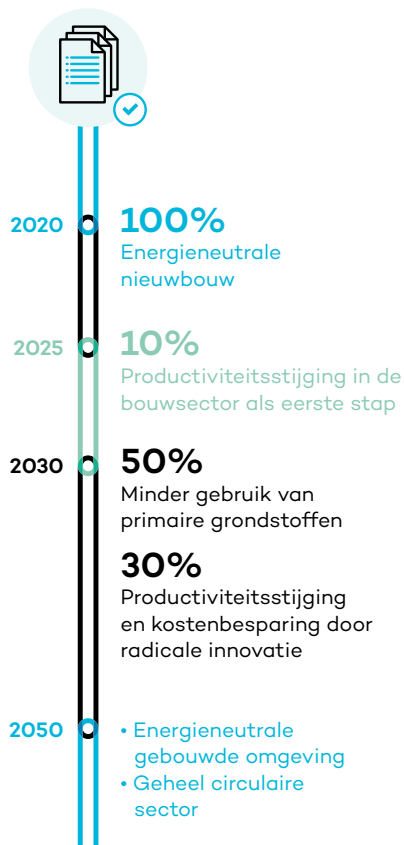 2020
100%
Energieneutrale
nieuwbouw
2025
10%
Productiviteitsstijging in de
bouwsector als eerste stap
2030
50%
Minder gebruik van
primaire grondstoffen
30%
Productiviteitsstijging
en kostenbesparing door
radicale innovatie
2050
• Energieneutrale
gebouwde omgeving
• Geheel circulaire
sector